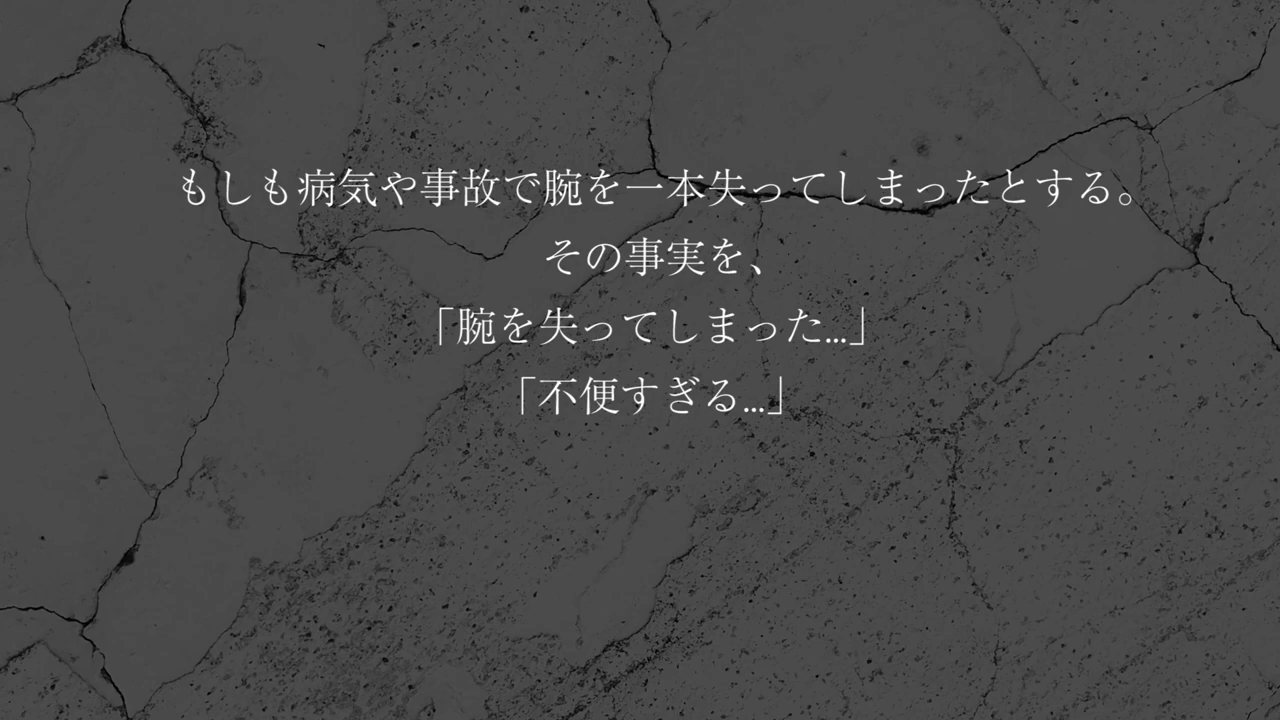 もしも病気や事故で腕を一本失ってしまったとする。
その事実を、
「腕を失ってしまった…」
「不便すぎる…」